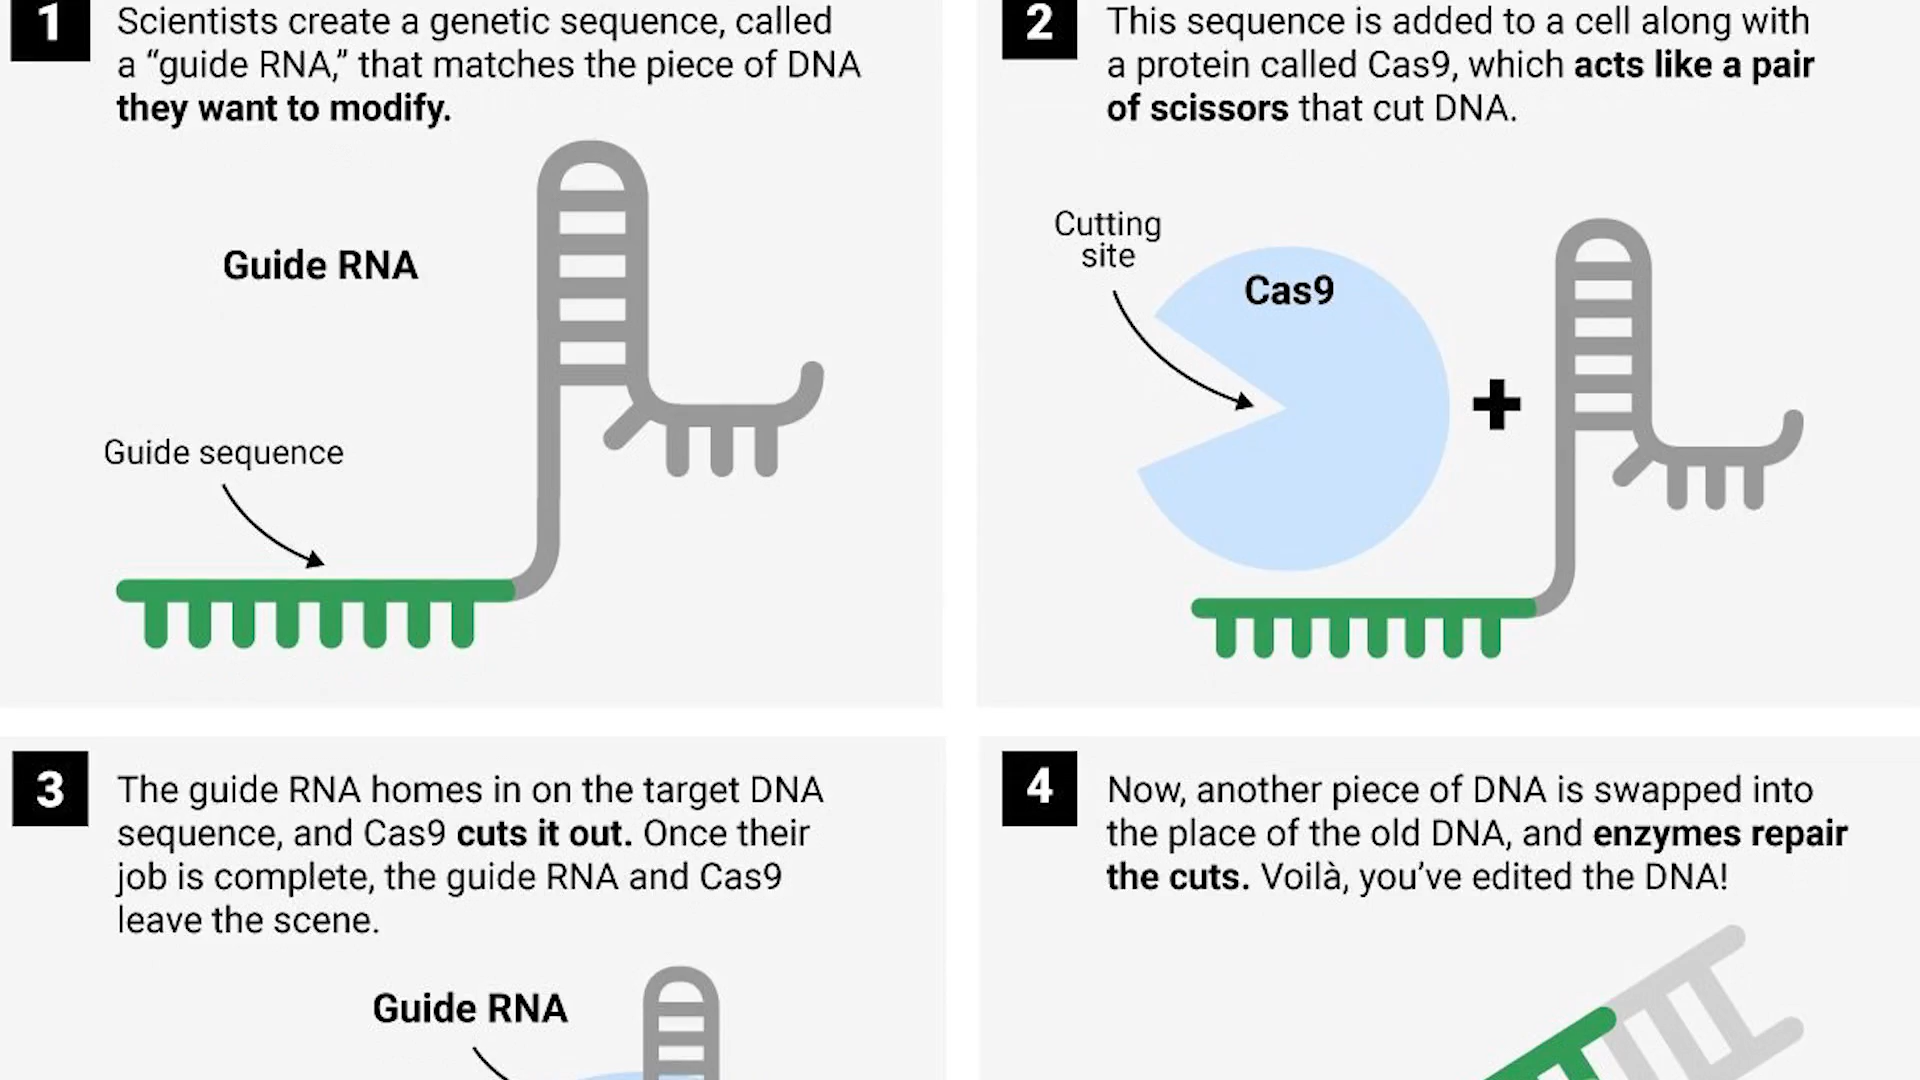 1
Scientists create a genetic sequence, called
a “guide RNA,” that matches the piece of DNA
they want to modify.
Guide RNA
Guide sequence
2
This sequence is added to a cell along with
a protein called Cas9, which acts like a pair
of scissors that cut DNA.
Cutting
site
Cas9
+
3
The guide RNA homes in on the target DNA
sequence, and Cas9 cuts it out. Once their
job is complete, the guide RNA and Cas9
leave the scene.
Guide RNA
4
Now, another piece of DNA is swapped into
the place of the old DNA, and enzymes repair
the cuts. Voilà, you’ve edited the DNA!